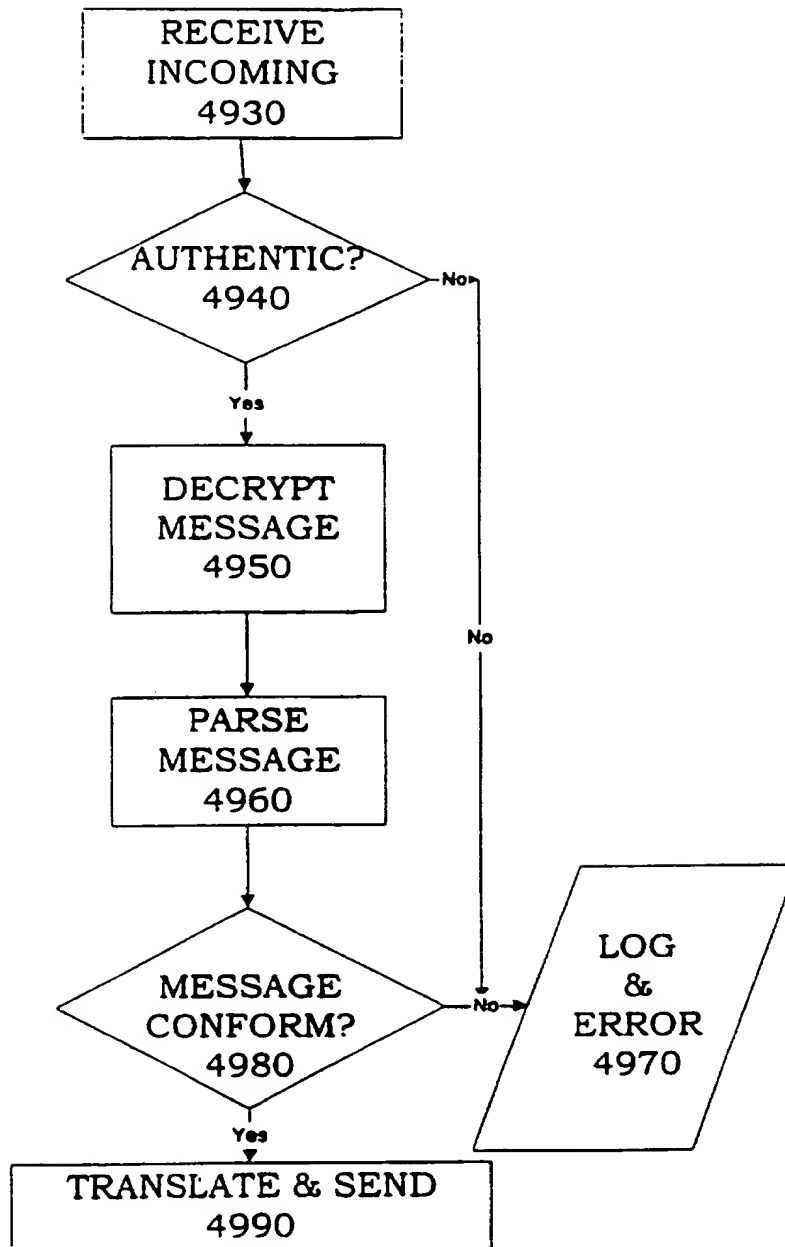 RECEIVE
INCOMING
4930
AUTHENTIC?
4940
No
Yes
DECRYPT
MESSAGE
4950
No
PARSE
MESSAGE
4960
MESSAGE
CONFORM?
4980
No
LOG
&
ERROR
4970
Yes
TRANSLATE & SEND
4990